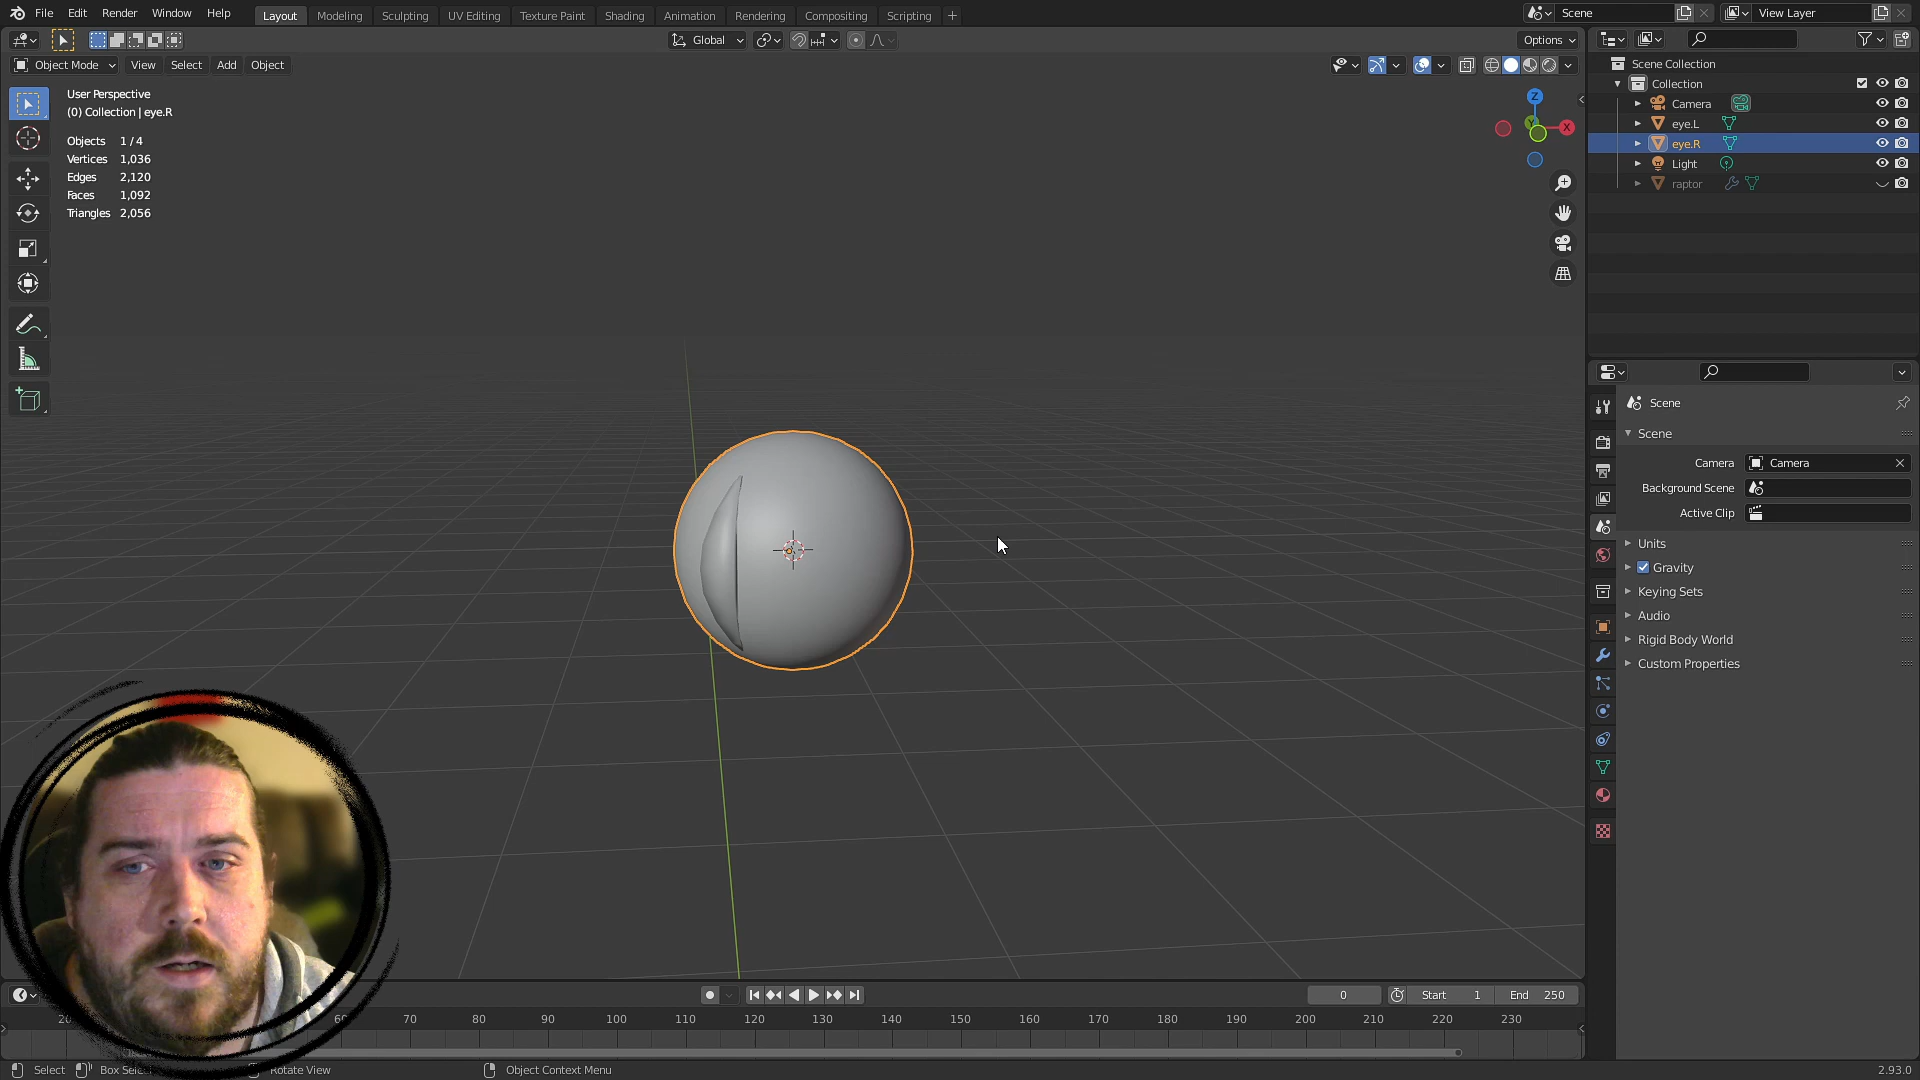 File Edit Render Window Help
Layout Modeling Sculpting UV Editing Texture Paint Shading Animation Rendering Compositing Scripting +
Scene
View Layer
Global
Options
Object Mode View Select Add Object
User Perspective
(0) Collection | eye.R
Objects 1 / 4
Vertices 1,036
Edges 2,120
Faces 1,092
Triangles 2,056
Z
X
Scene Collection
Collection
Camera
eye.L
eye.R
Light
raptor
Scene
Scene
Camera Camera
Background Scene
Active Clip
Units
Gravity
Keying Sets
Audio
Rigid Body World
Custom Properties
0 Start 1 End 250
60 70 80 90 100 110 120 130 140 150 160 170 180 190 200 210 220 230
Select Box Select Rotate View Object Context Menu 2.93.0